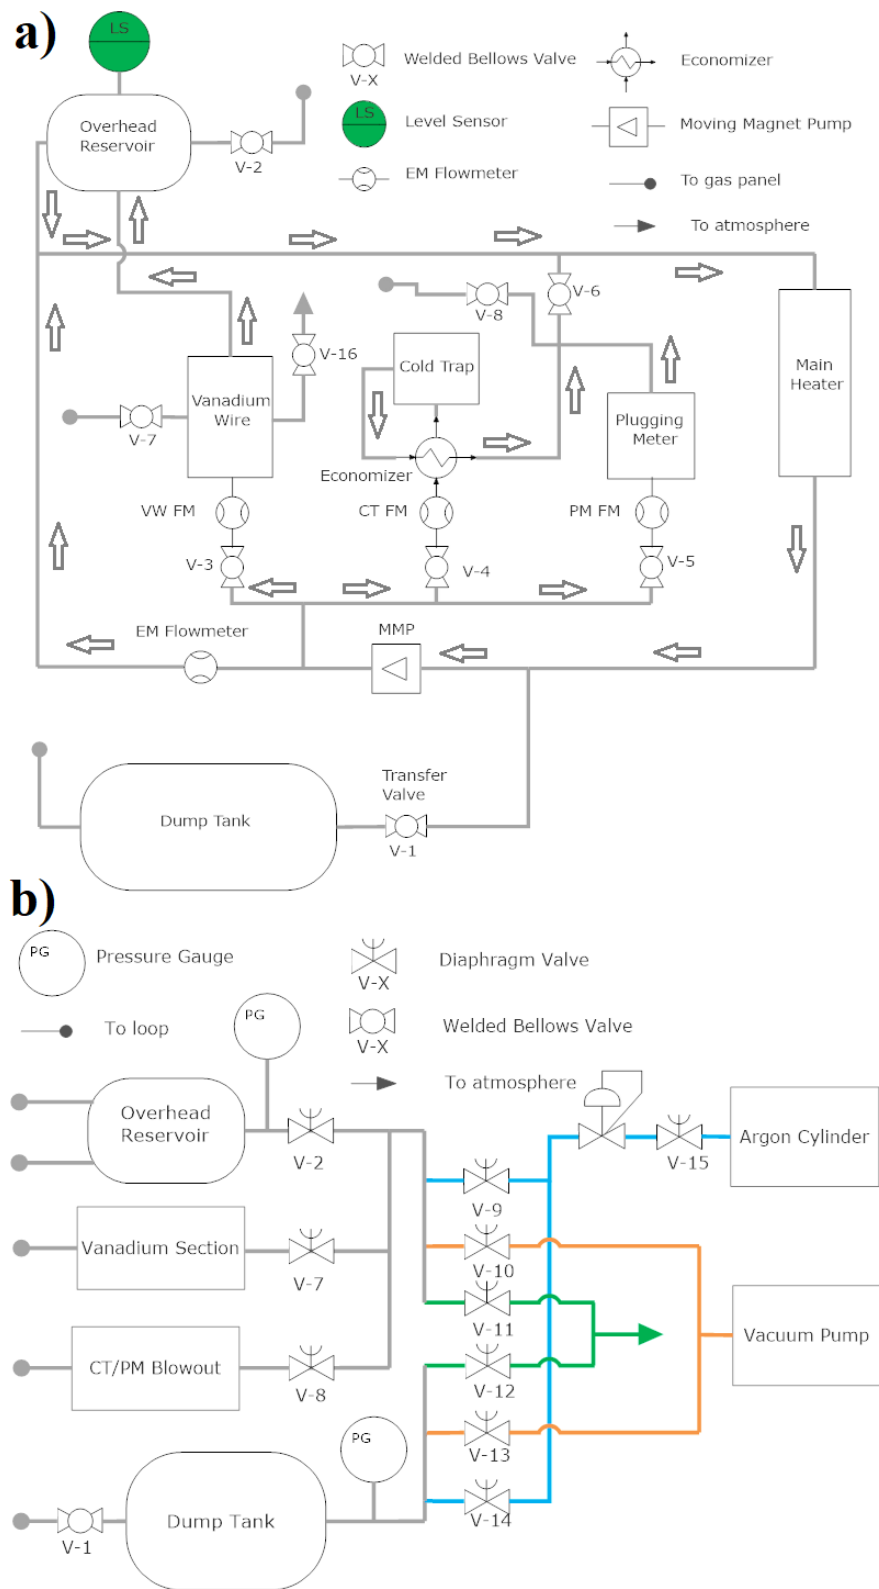 a)
LS
Overhead
Reservoir
V-2
V-X
Welded Bellows Valve
LS
Level Sensor
EM Flowmeter
Economizer
Moving Magnet Pump
To gas panel
To atmosphere
V-6
V-8
V-16
Cold Trap
Main
Heater
Vanadium
Wire
V-7
Plugging
Meter
Economizer
VW FM
CT FM
PM FM
V-3
V-4
V-5
EM Flowmeter
MMP
Transfer
Valve
Dump Tank
V-1
b)
PG
Pressure Gauge
V-X
Diaphragm Valve
To loop
PG
V-X
Welded Bellows Valve
To atmosphere
Overhead
Reservoir
V-2
V-15
Argon Cylinder
V-9
Vanadium Section
V-7
V-10
V-11
Vacuum Pump
CT/PM Blowout
V-8
V-12
PG
V-13
V-1
Dump Tank
V-14